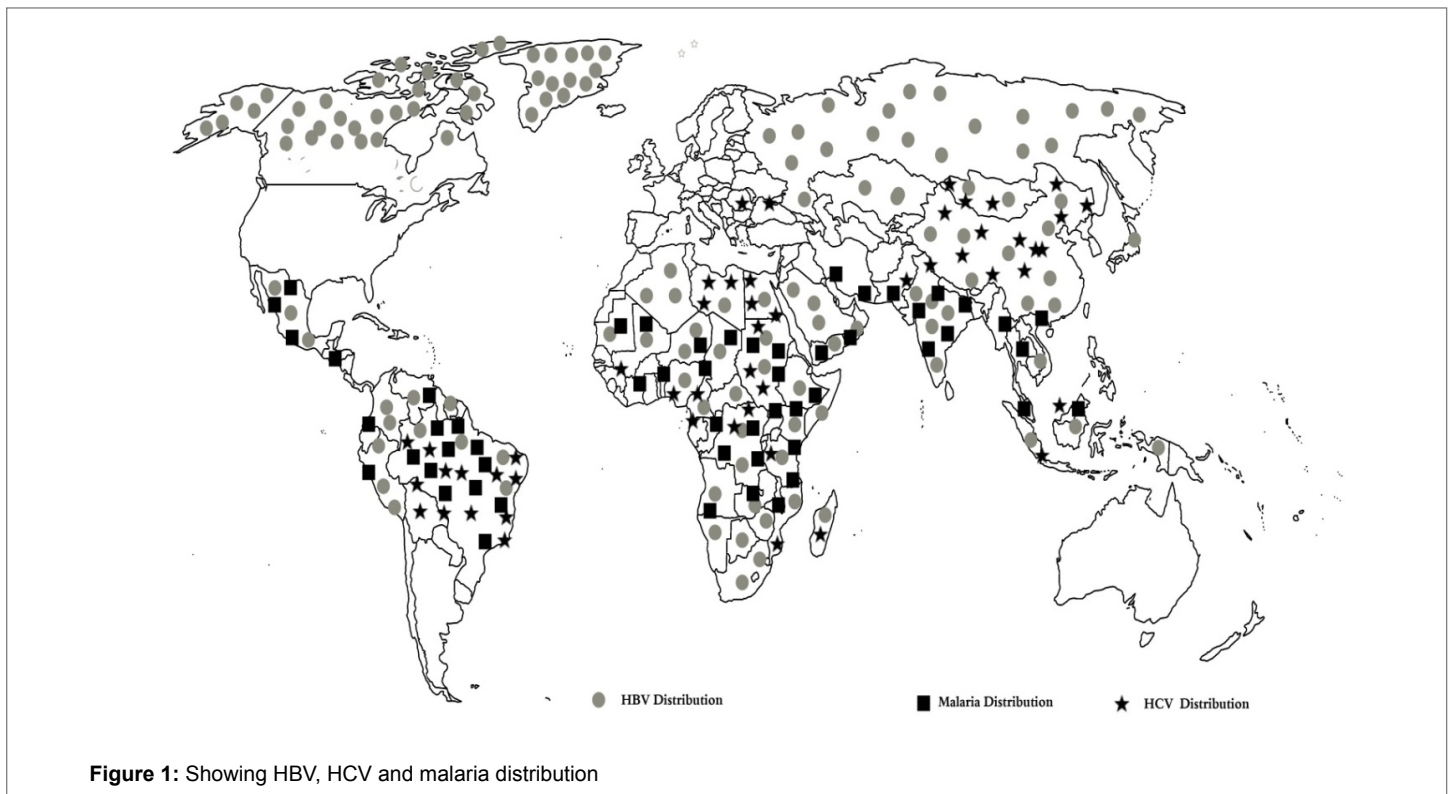 HBV Distribution
Malaria Distribution
HCV Distribution
Figure 1: Showing HBV, HCV and malaria distribution